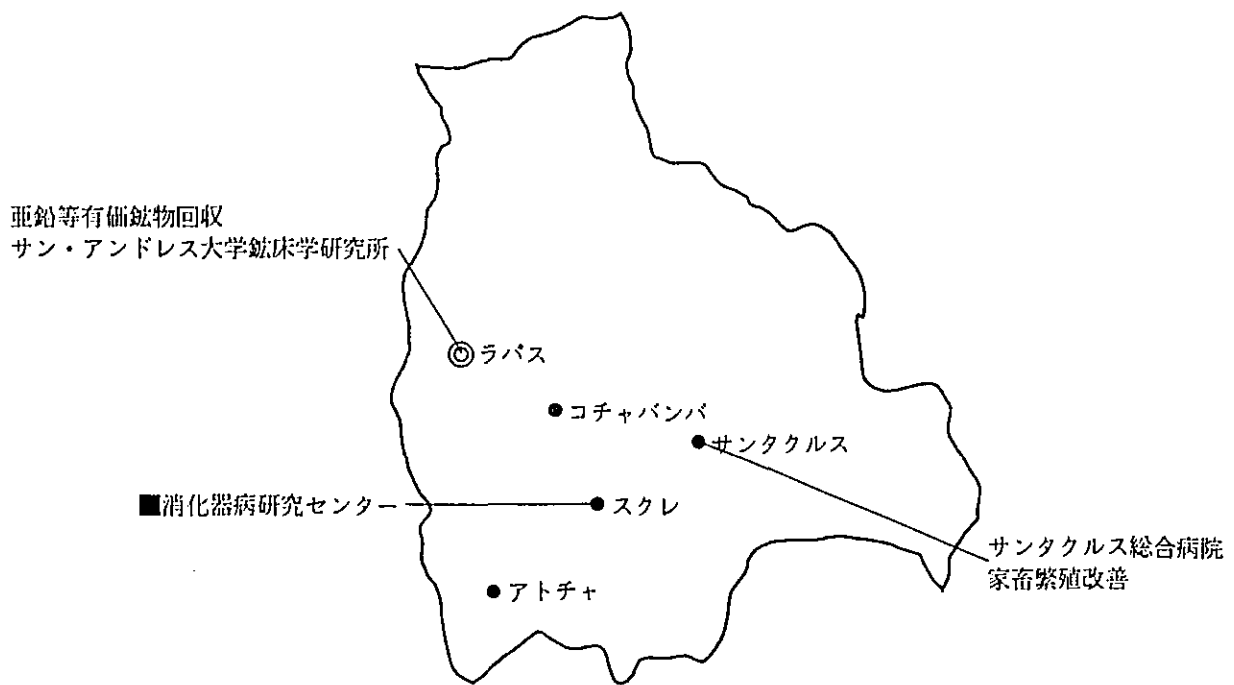 亜鉛等有価鉱物回収
サン・アンドレス大学鉱床学研究所
ラパス
コチャバンバ
サンタクルス
■消化器病研究センター
スクレ
サンタクルス総合病院
家畜繁殖改善
アトチャ